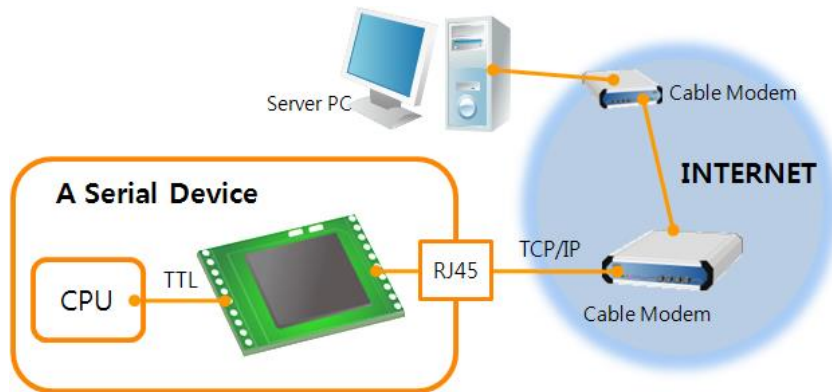 Server PC
Cable Modem
INTERNET
A Serial Device
CPU
TTL
RJ45
TCP/IP
Cable Modem